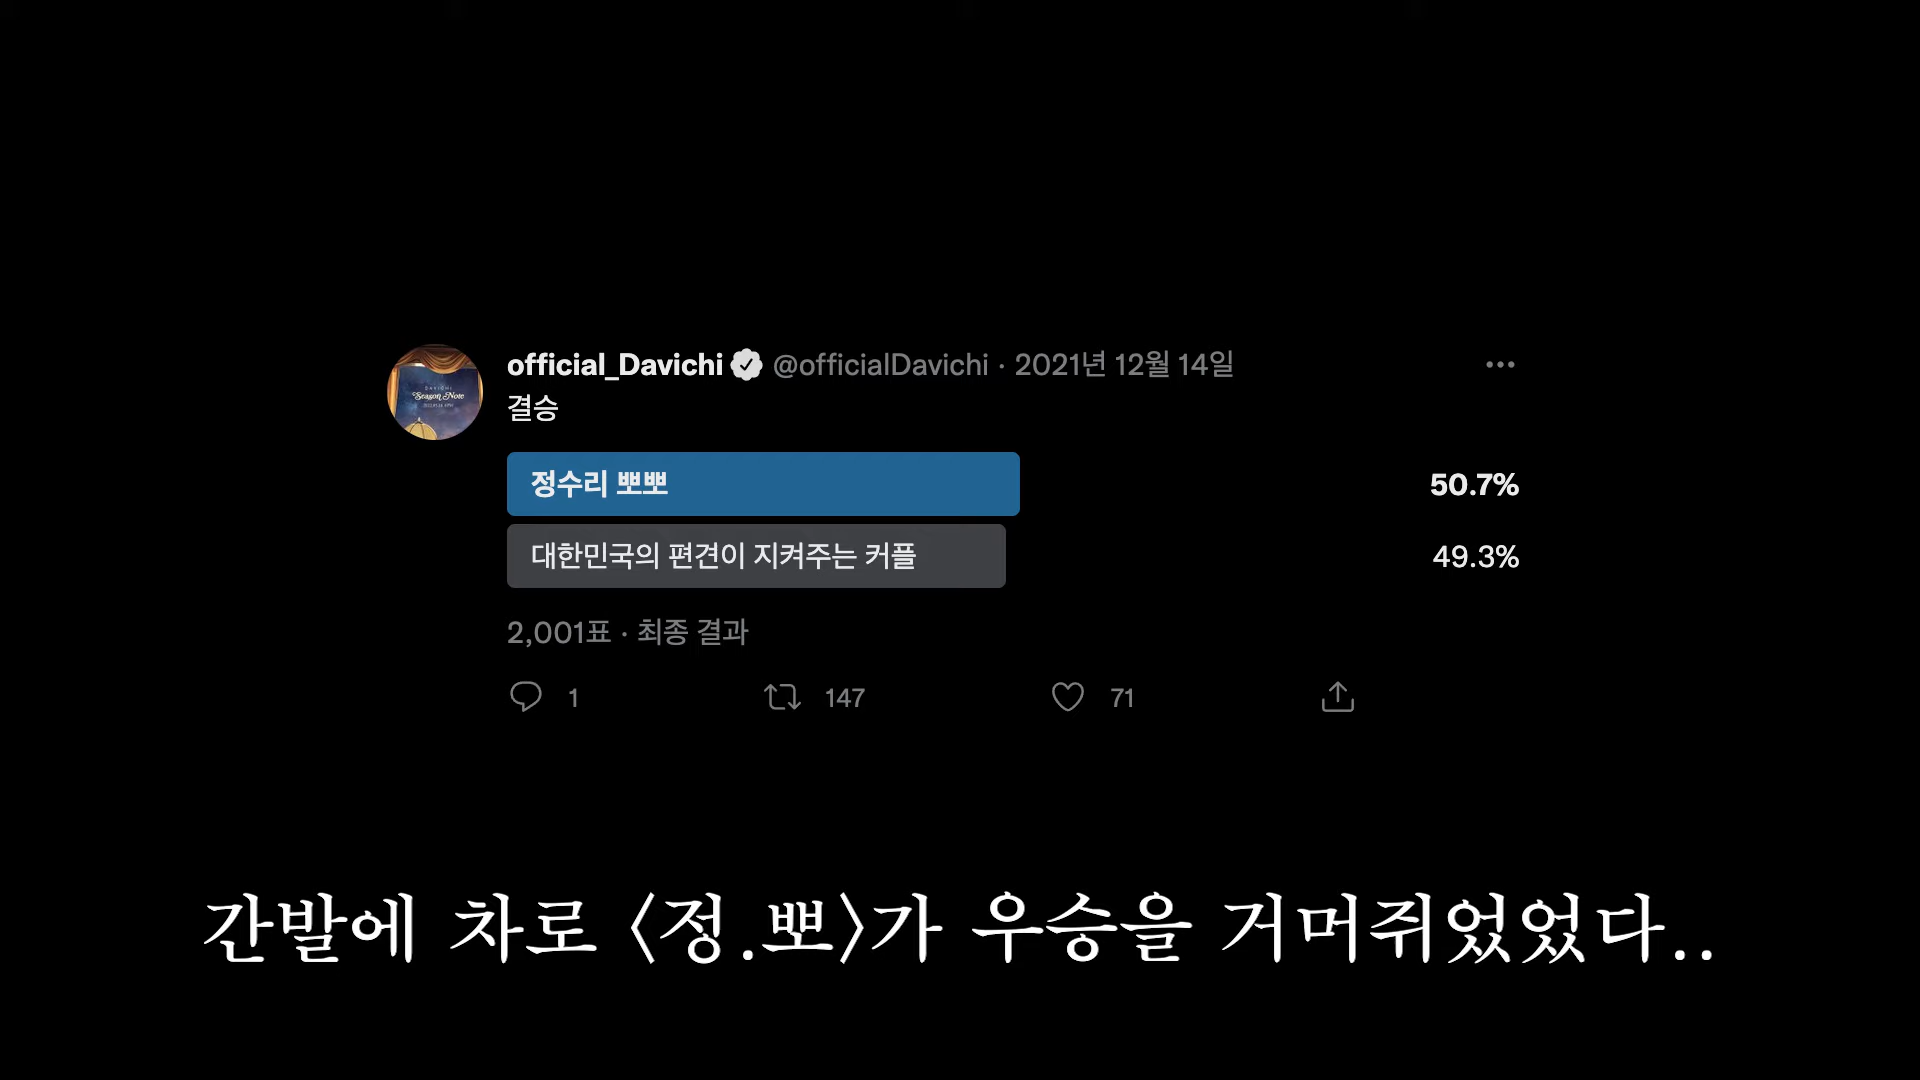 official_Davichi @officialDavichi · 2021년 12월 14일
결승
DAVICHI
Season Note
정수리 뽀뽀 50.7%
대한민국의 편견이 지켜주는 커플 49.3%
2,001표 · 최종 결과
1 147 71
간발에 차로 〈정.뽀〉가 우승을 거머쥐었었다..